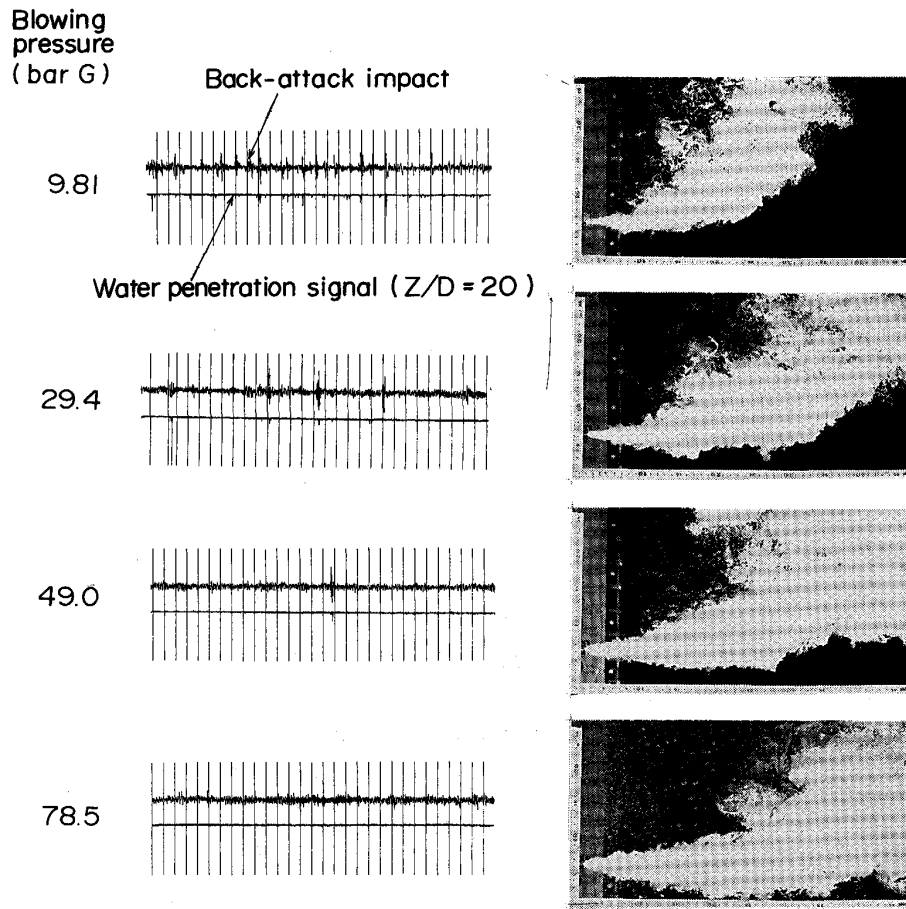 Blowing
pressure
(bar G)
Back-attack impact
9.81
Water penetration signal (Z/D = 20)
29.4
49.0
78.5